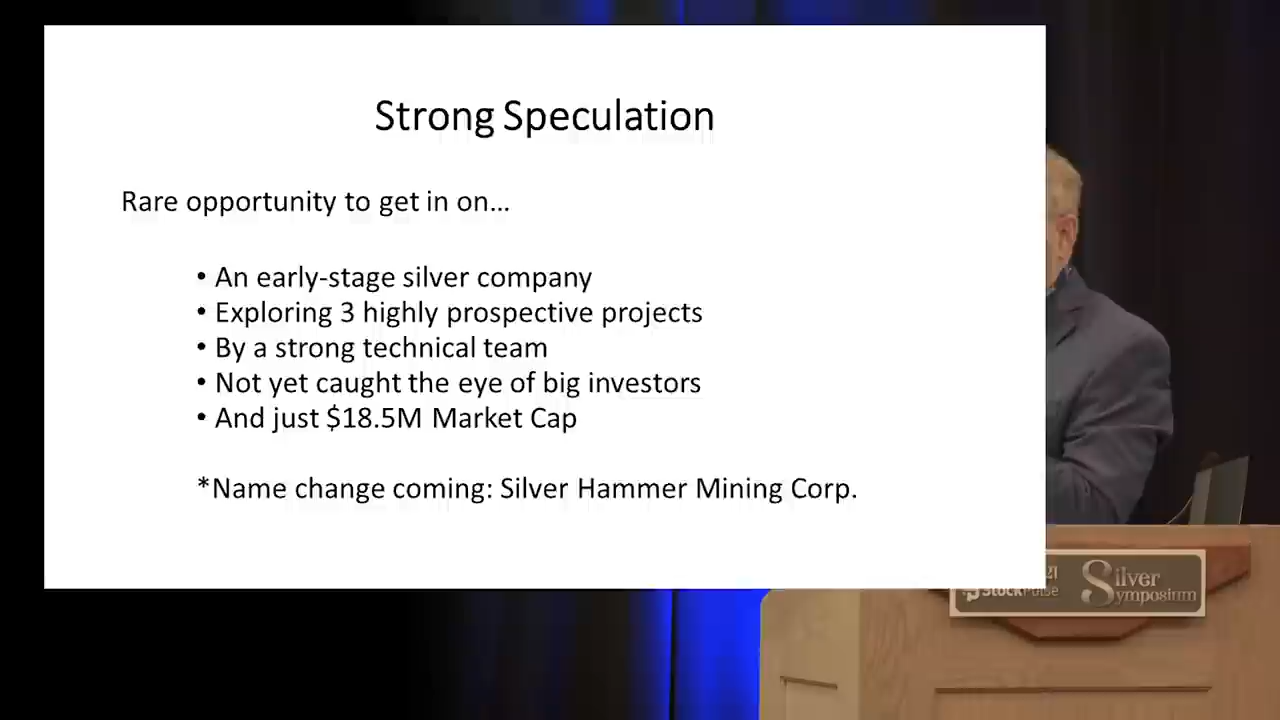 Strong Speculation
Rare opportunity to get in on...
• An early-stage silver company
• Exploring 3 highly prospective projects
• By a strong technical team
• Not yet caught the eye of big investors
• And just $18.5M Market Cap
*Name change coming: Silver Hammer Mining Corp.
21
StockPulse
Silver
Symposium